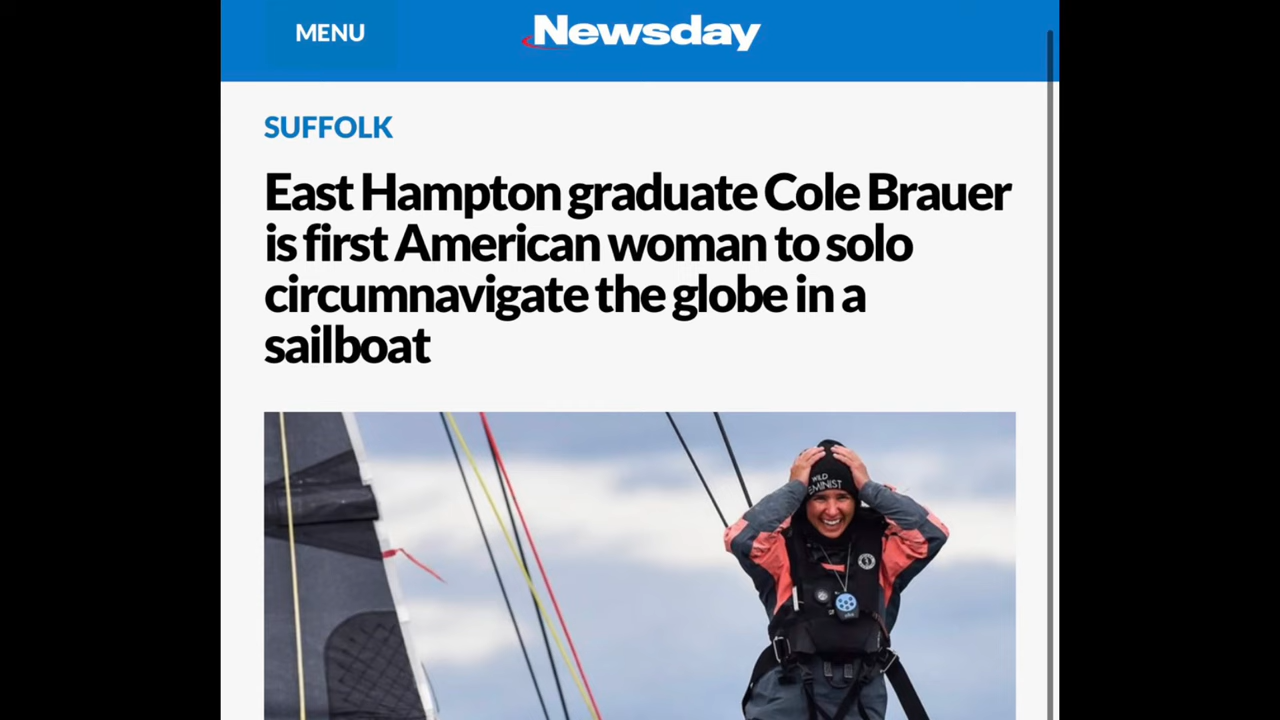 MENU
Newsday
SUFFOLK
East Hampton graduate Cole Brauer
is first American woman to solo
circumnavigate the globe in a
sailboat
WILD
EMINIST